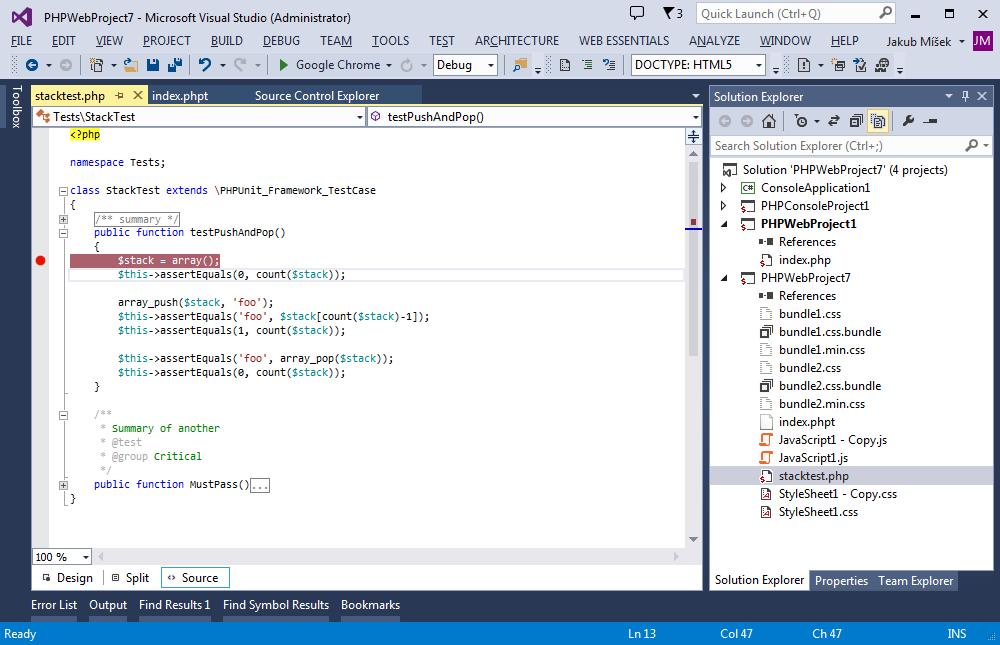 PHPWebProject7 - Microsoft Visual Studio (Administrator)
3
Quick Launch (Ctrl+Q)
FILE EDIT VIEW PROJECT BUILD DEBUG TEAM TOOLS TEST ARCHITECTURE WEB ESSENTIALS ANALYZE WINDOW HELP Jakub Míšek JM
Google Chrome Debug DOCTYPE: HTML5
Toolbox
stacktest.php index.phpt Source Control Explorer
Tests\StackTest testPushAndPop()
<?php
namespace Tests;
class StackTest extends \PHPUnit_Framework_TestCase
{
/** summary */
public function testPushAndPop()
{
$stack = array();
$this->assertEquals(0, count($stack));
array_push($stack, 'foo');
$this->assertEquals('foo', $stack[count($stack)-1]);
$this->assertEquals(1, count($stack));
$this->assertEquals('foo', array_pop($stack));
$this->assertEquals(0, count($stack));
}
/**
* Summary of another
* @test
* @group Critical
*/
public function MustPass()...
}
100 %
Design Split Source
Solution Explorer
Search Solution Explorer (Ctrl+;)
Solution 'PHPWebProject7' (4 projects)
C# ConsoleApplication1
PHPConsoleProject1
PHPWebProject1
References
index.php
PHPWebProject7
References
bundle1.css
bundle1.css.bundle
bundle1.min.css
bundle2.css
bundle2.css.bundle
bundle2.min.css
index.phpt
JavaScript1 - Copy.js
JavaScript1.js
stacktest.php
StyleSheet1 - Copy.css
StyleSheet1.css
Solution Explorer Properties Team Explorer
Error List Output Find Results 1 Find Symbol Results Bookmarks
Ready Ln 13 Col 47 Ch 47 INS